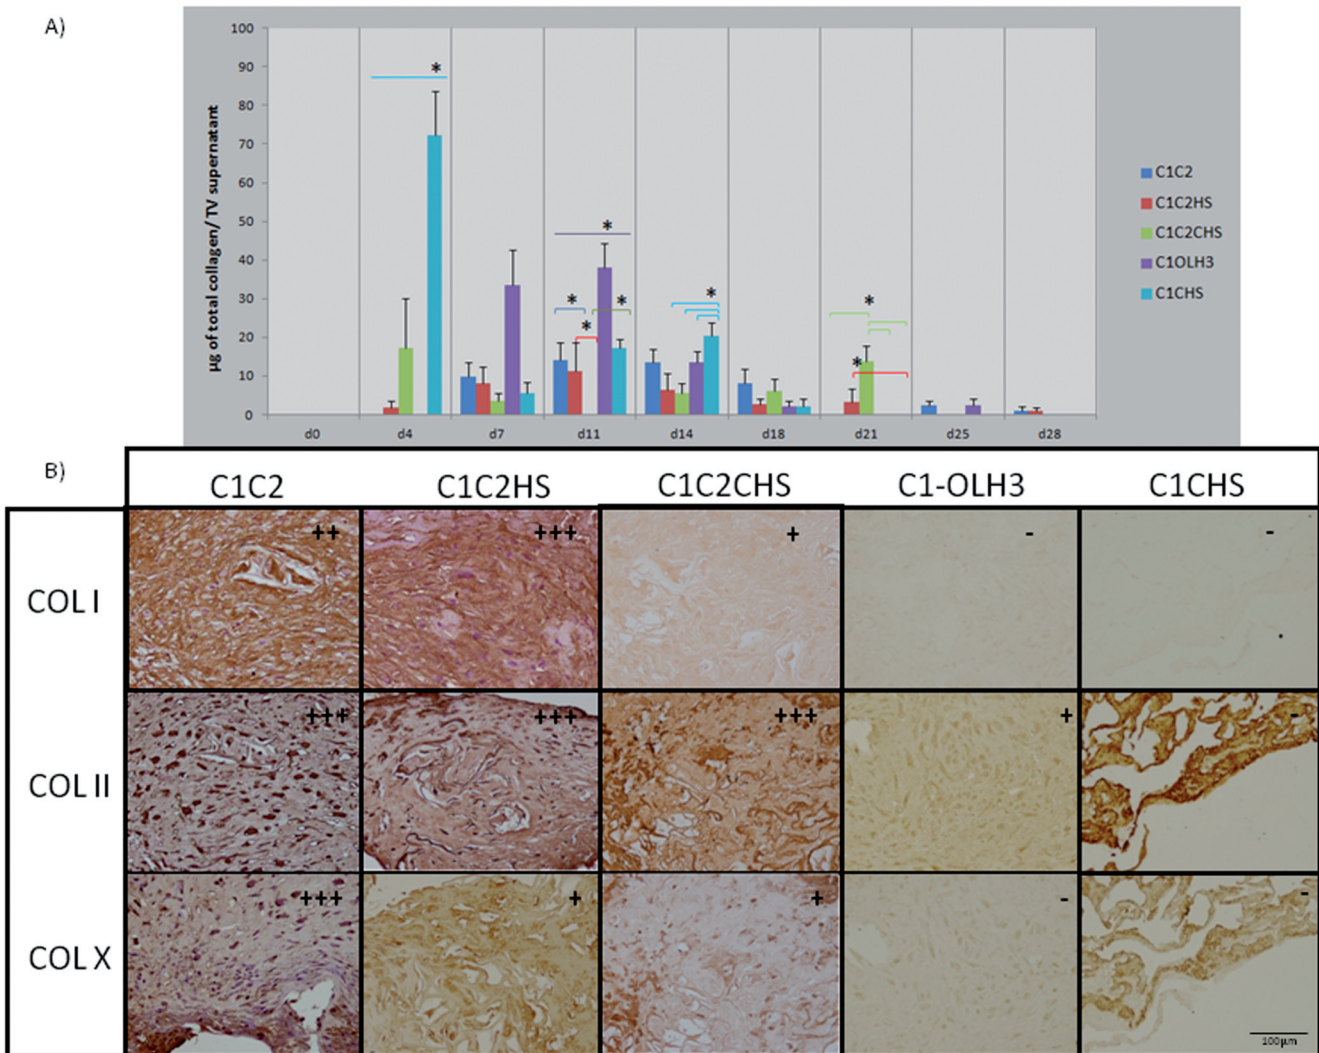 A)
µg of total collagen/ TV supernatant
100
90
80
70
60
50
40
30
20
10
0
*
*
*
*
*
*
*
*
d0 d4 d7 d11 d14 d18 d21 d25 d28
C1C2
C1C2HS
C1C2CHS
C1OLH3
C1CHS
B)
C1C2 C1C2HS C1C2CHS C1-OLH3 C1CHS
COL I ++ +++ + - -
COL II +++ +++ +++ + -
COL X +++ + + - -
100µm